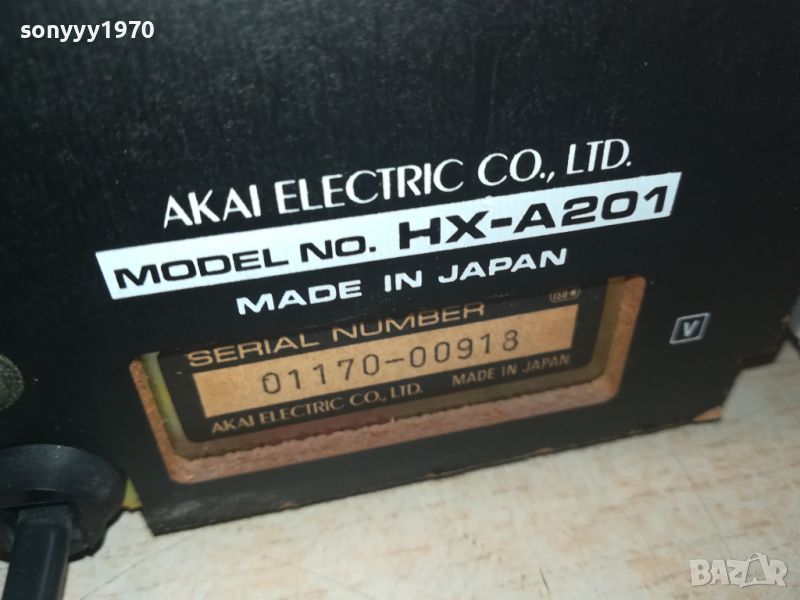 sonyyy1970
AKAI ELECTRIC CO., LTD.
MODEL NO. HX-A201
MADE IN JAPAN
SERIAL NUMBER
01170-00918
AKAI ELECTRIC CO., LTD. MADE IN JAPAN
V
BAZAR